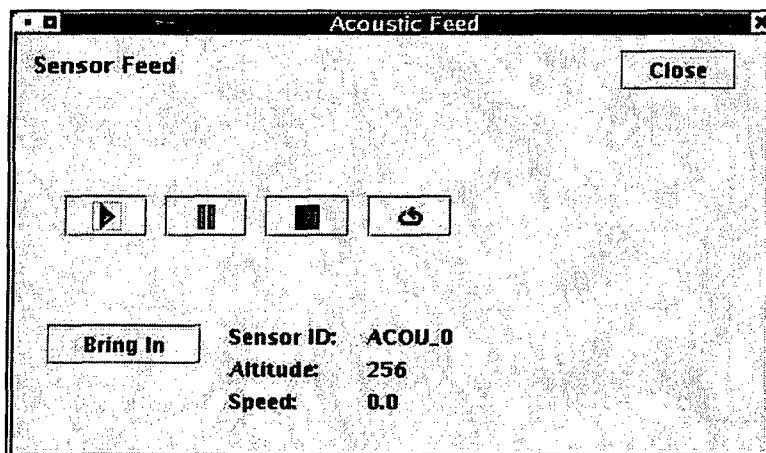 Acoustic Feed
Sensor Feed
Close
Bring In
Sensor ID: ACOU_0
Altitude: 256
Speed: 0.0